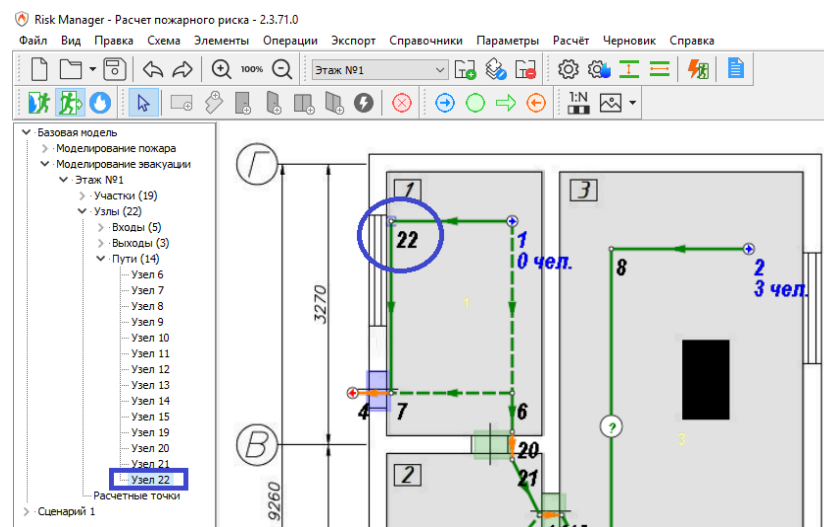 Risk Manager - Расчет пожарного риска - 2.3.71.0
Файл Вид Правка Схема Элементы Операции Экспорт Справочники Параметры Расчёт Черновик Справка
100% Этаж №1
1:N
Базовая модель
Моделирование пожара
Моделирование эвакуации
Этаж №1
Участки (19)
Узлы (22)
Входы (5)
Выходы (3)
Пути (14)
Узел 6
Узел 7
Узел 8
Узел 9
Узел 10
Узел 11
Узел 12
Узел 13
Узел 14
Узел 15
Узел 19
Узел 20
Узел 21
Узел 22
Расчетные точки
Сценарий 1
Г
1
3
22
1
0 чел.
8
2
3 чел.
3270
1
4
7
6
?
3
В
20
2
21
9260